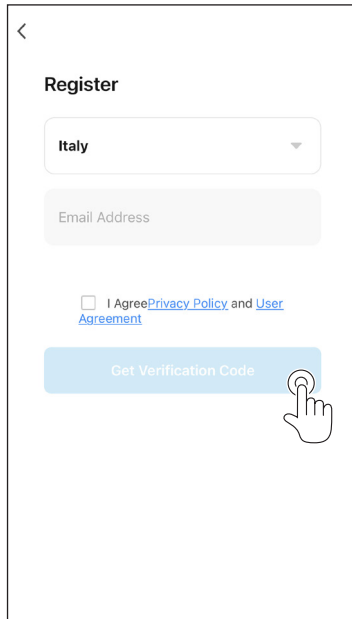 Register
Italy
Email Address
I AgreePrivacy Policy and User
Agreement
Get Verification Code